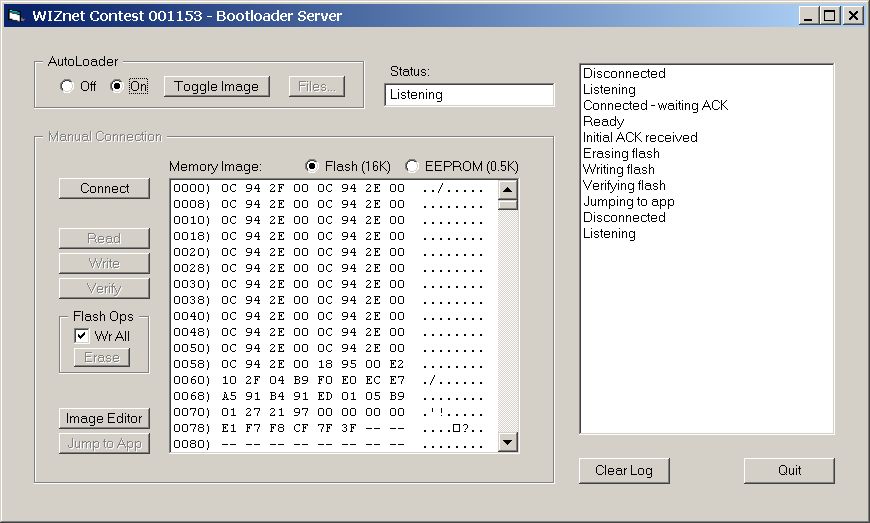 WIZnet Contest 001153 - Bootloader Server
AutoLoader
Off On Toggle Image Files...
Status:
Listening
Manual Connection
Memory Image: Flash (16K) EEPROM (0.5K)
Connect
Read
Write
Verify
Flash Ops
Wr All
Erase
Image Editor
Jump to App
0000) 0C 94 2F 00 0C 94 2E 00 ../.....
0008) 0C 94 2E 00 0C 94 2E 00 ........
0010) 0C 94 2E 00 0C 94 2E 00 ........
0018) 0C 94 2E 00 0C 94 2E 00 ........
0020) 0C 94 2E 00 0C 94 2E 00 ........
0028) 0C 94 2E 00 0C 94 2E 00 ........
0030) 0C 94 2E 00 0C 94 2E 00 ........
0038) 0C 94 2E 00 0C 94 2E 00 ........
0040) 0C 94 2E 00 0C 94 2E 00 ........
0048) 0C 94 2E 00 0C 94 2E 00 ........
0050) 0C 94 2E 00 0C 94 2E 00 ........
0058) 0C 94 2E 00 18 95 00 E2 ........
0060) 10 2F 04 B9 F0 E0 EC E7 ./......
0068) A5 91 B4 91 ED 01 05 B9 ........
0070) 01 27 21 97 00 00 00 00 .'!.....
0078) E1 F7 F8 CF 7F 3F -- -- ....□?..
0080) -- -- -- -- -- -- -- -- ........
Disconnected
Listening
Connected - waiting ACK
Ready
Initial ACK received
Erasing flash
Writing flash
Verifying flash
Jumping to app
Disconnected
Listening
Clear Log
Quit